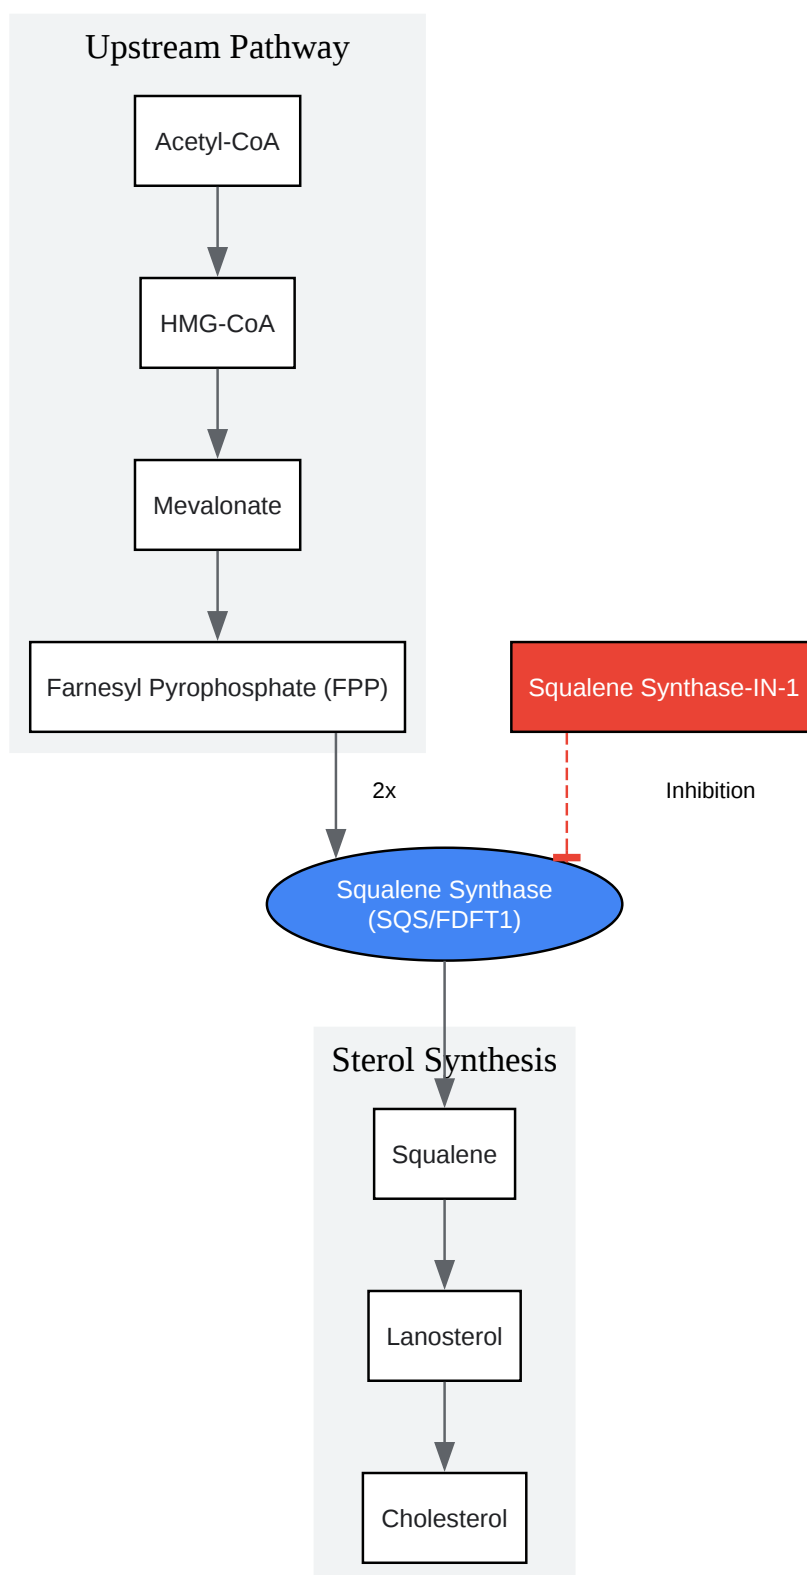 Upstream Pathway
Acetyl-CoA
HMG-CoA
Mevalonate
Farnesyl Pyrophosphate (FPP)
Squalene Synthase-IN-1
2x
Inhibition
Squalene Synthase
(SQS/FDFT1)
Sterol Synthesis
Squalene
Lanosterol
Cholesterol